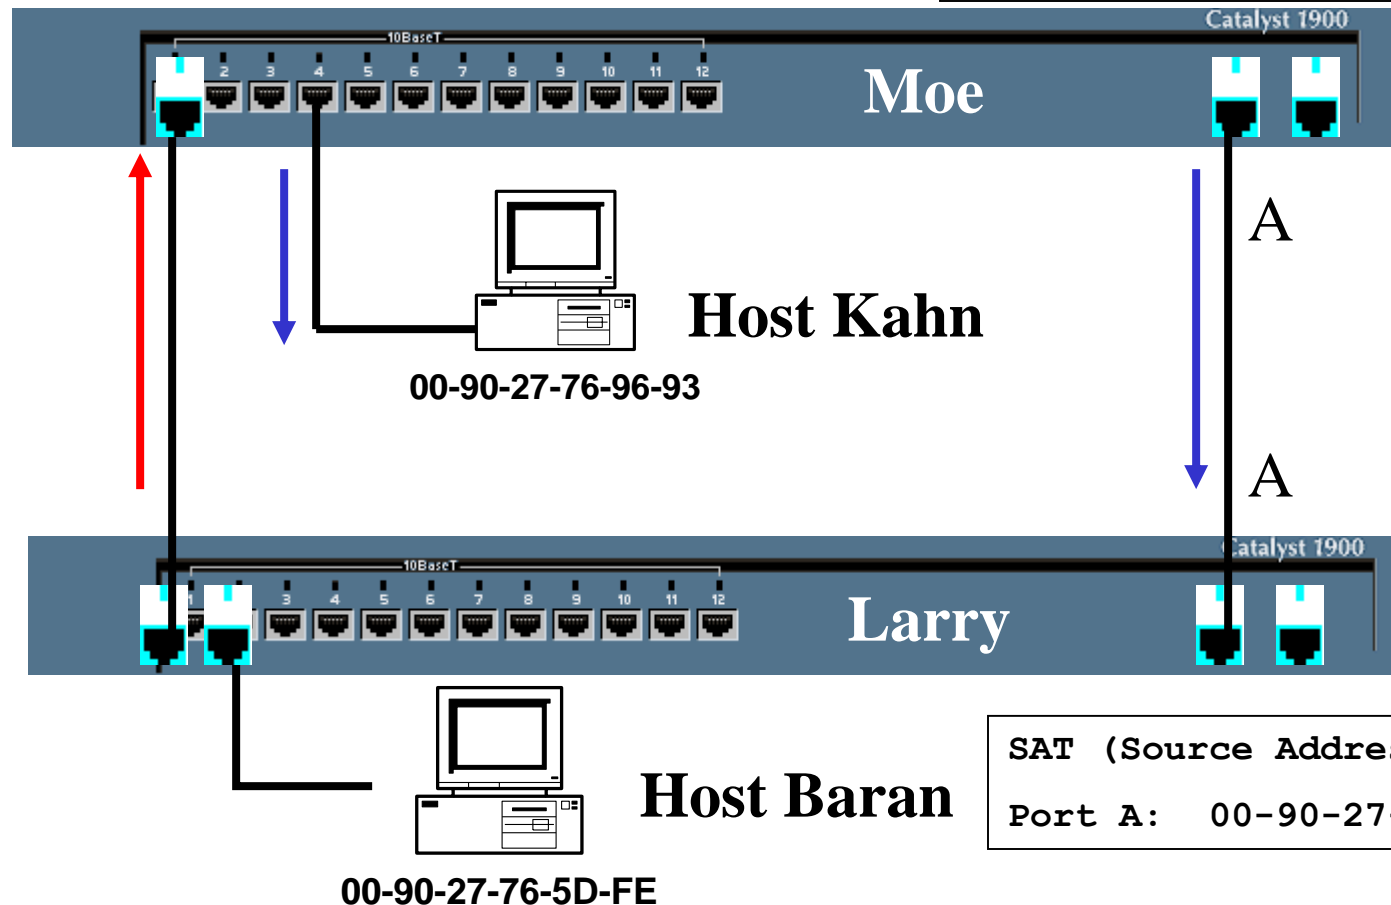 Catalyst 1900
10BaseT
2 3 4 5 6 7 8 9 10 11 12
Moe
A
Host Kahn
00-90-27-76-96-93
A
Catalyst 1900
10BaseT
1 3 4 5 6 7 8 9 10 11 12
Larry
SAT (Source Addres
Port A: 00-90-27-
Host Baran
00-90-27-76-5D-FE